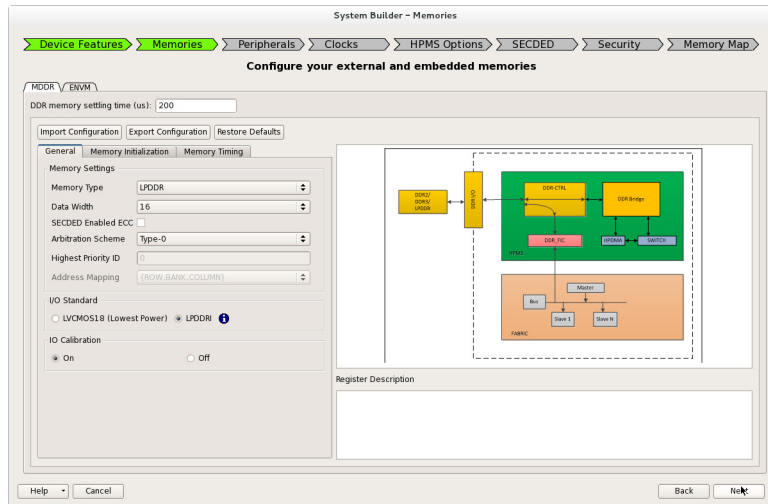 System Builder – Memories
Device Features Memories Peripherals Clocks HPMS Options SECDED Security Memory Map
Configure your external and embedded memories
MDDR ENVM
DDR memory settling time (us): 200
Import Configuration Export Configuration Restore Defaults
General Memory Initialization Memory Timing
Memory Settings
Memory Type LPDDR
Data Width 16
SECDED Enabled ECC
Arbitration Scheme Type-0
Highest Priority ID 0
Address Mapping {ROW,BANK,COLUMN}
I/O Standard
LVCMOS18 (Lowest Power) LPDDRI
IO Calibration
On Off
DDR2/
DDR3/
LPDDR
DDRIO
DDR-CTRL
DDR Bridge
DDR_FIC
HPDMA
SWITCH
HPMS
Master
Bus
Slave 1
Slave N
FABRIC
Register Description
Help Cancel Back Next